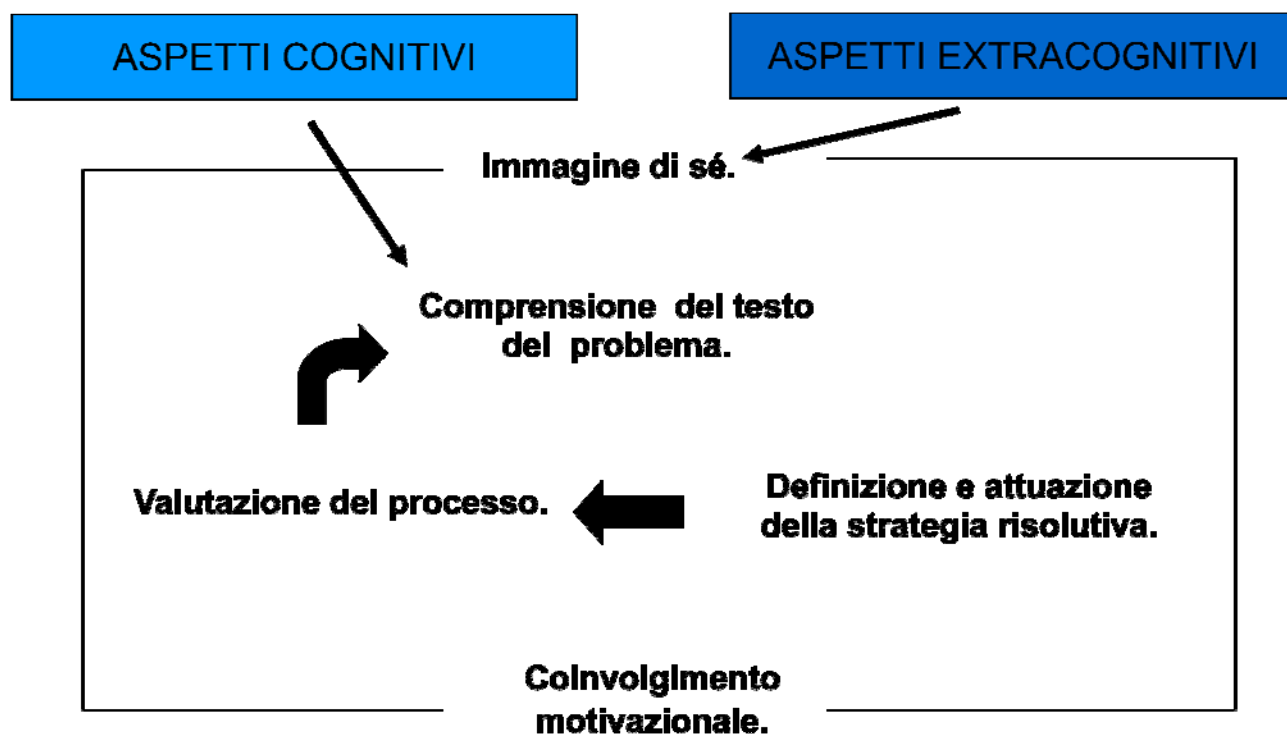 ASPETTI COGNITIVI
ASPETTI EXTRACOGNITIVI
Immagine di sé.
Comprensione del testo
del problema.
Valutazione del processo.
Definizione e attuazione
della strategia risolutiva.
Coinvolgimento
motivazionale.